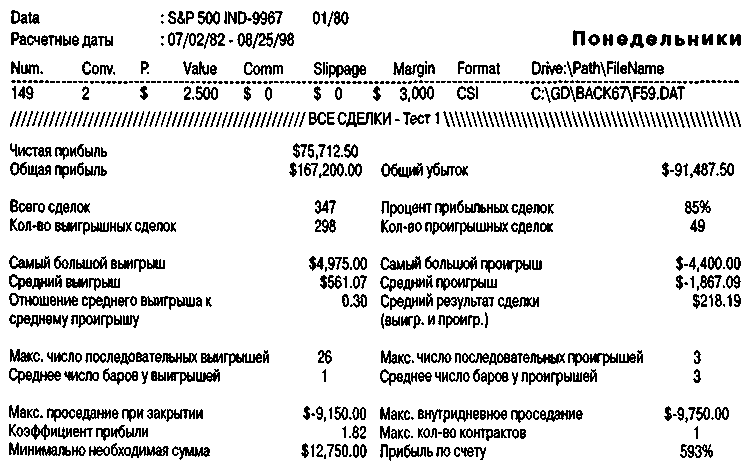 Data : S&P 500 IND-9967 01/80
Расчетные даты : 07/02/82 - 08/25/98 Понедельники
Num. Conv. P. Value Comm Slippage Margin Format Drive:\Path\FileName
149 2 $ 2.500 $ 0 $ 0 $ 3,000 CSI C:\GD\BACK67\F59.DAT
//////////////////////////////////////////////// ВСЕ СДЕЛКИ - Тест 1 \\\\\\\\\\\\\\\\\\\\\\\\\\\\\\\\\\\\\\\\\\\\\\\\
Чистая прибыль $75,712.50
Общая прибыль $167,200.00 Общий убыток $-91,487.50
Всего сделок 347 Процент прибыльных сделок 85%
Кол-во выигрышных сделок 298 Кол-во проигрышных сделок 49
Самый большой выигрыш $4,975.00 Самый большой проигрыш $-4,400.00
Средний выигрыш $561.07 Средний проигрыш $-1,867.09
Отношение среднего выигрыша к 0.30 Средний результат сделки $218.19
среднему проигрышу (выигр. и проигр.)
Макс. число последовательных выигрышей 26 Макс. число последовательных проигрышей 3
Среднее число баров у выигрышей 1 Среднее число баров у проигрышей 3
Макс. проседание при закрытии $-9,150.00 Макс. внутридневное проседание $-9,750.00
Коэффициент прибыли 1.82 Макс. кол-во контрактов 1
Минимально необходимая сумма $12,750.00 Прибыль по счету 593%